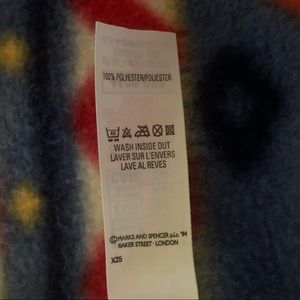 100% POLYESTER/POLIESTER
WASH INSIDE OUT
LAVER SUR L'ENVERS
LAVE AL REVES
© MARKS AND SPENCER p.l.c. '94
BAKER STREET · LONDON
X25